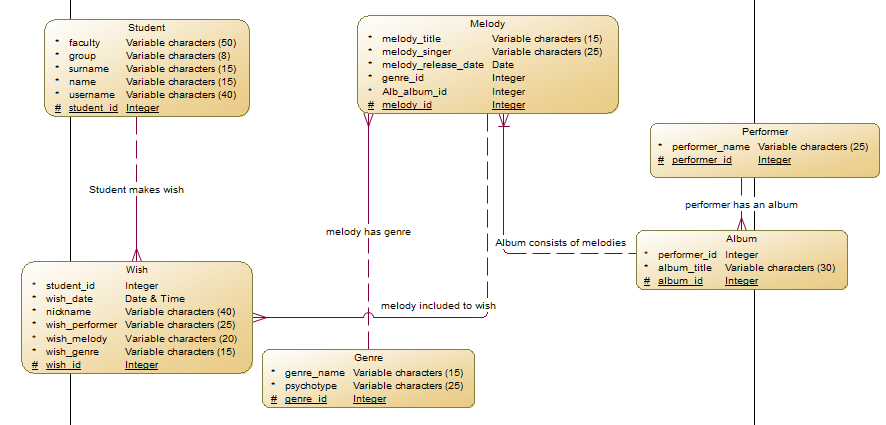 Student
* faculty Variable characters (50)
* group Variable characters (8)
* surname Variable characters (15)
* name Variable characters (15)
* username Variable characters (40)
# student_id Integer
Melody
* melody_title Variable characters (15)
* melody_singer Variable characters (25)
* melody_release_date Date
* genre_id Integer
* Alb_album_id Integer
# melody_id Integer
Performer
* performer_name Variable characters (25)
# performer_id Integer
Student makes wish
performer has an album
melody has genre
Album consists of melodies
Album
* performer_id Integer
* album_title Variable characters (30)
# album_id Integer
Wish
* student_id Integer
* wish_date Date & Time
* nickname Variable characters (40)
* wish_performer Variable characters (25)
* wish_melody Variable characters (20)
* wish_genre Variable characters (15)
# wish_id Integer
melody included to wish
Genre
* genre_name Variable characters (15)
* psychotype Variable characters (25)
# genre_id Integer